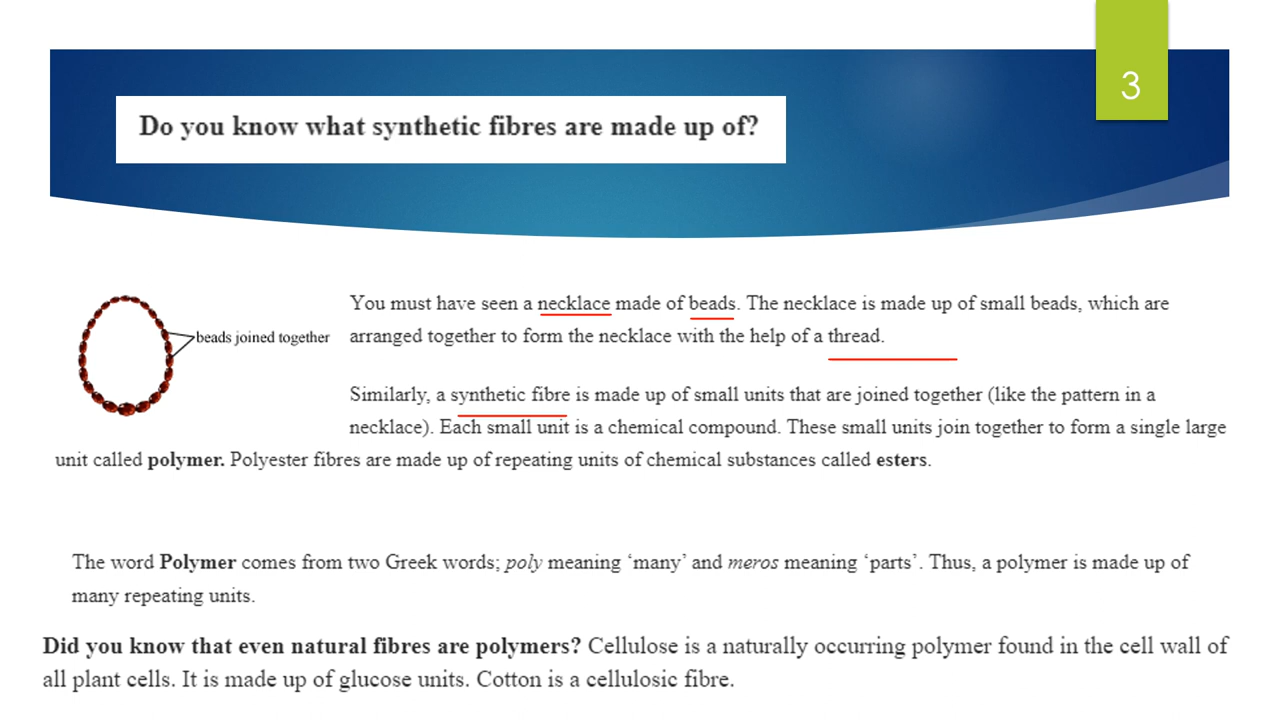 3
Do you know what synthetic fibres are made up of?
beads joined together
You must have seen a necklace made of beads. The necklace is made up of small beads, which are
arranged together to form the necklace with the help of a thread.
Similarly, a synthetic fibre is made up of small units that are joined together (like the pattern in a
necklace). Each small unit is a chemical compound. These small units join together to form a single large
unit called polymer. Polyester fibres are made up of repeating units of chemical substances called esters.
The word Polymer comes from two Greek words; poly meaning ‘many’ and meros meaning ‘parts’. Thus, a polymer is made up of
many repeating units.
Did you know that even natural fibres are polymers? Cellulose is a naturally occurring polymer found in the cell wall of
all plant cells. It is made up of glucose units. Cotton is a cellulosic fibre.